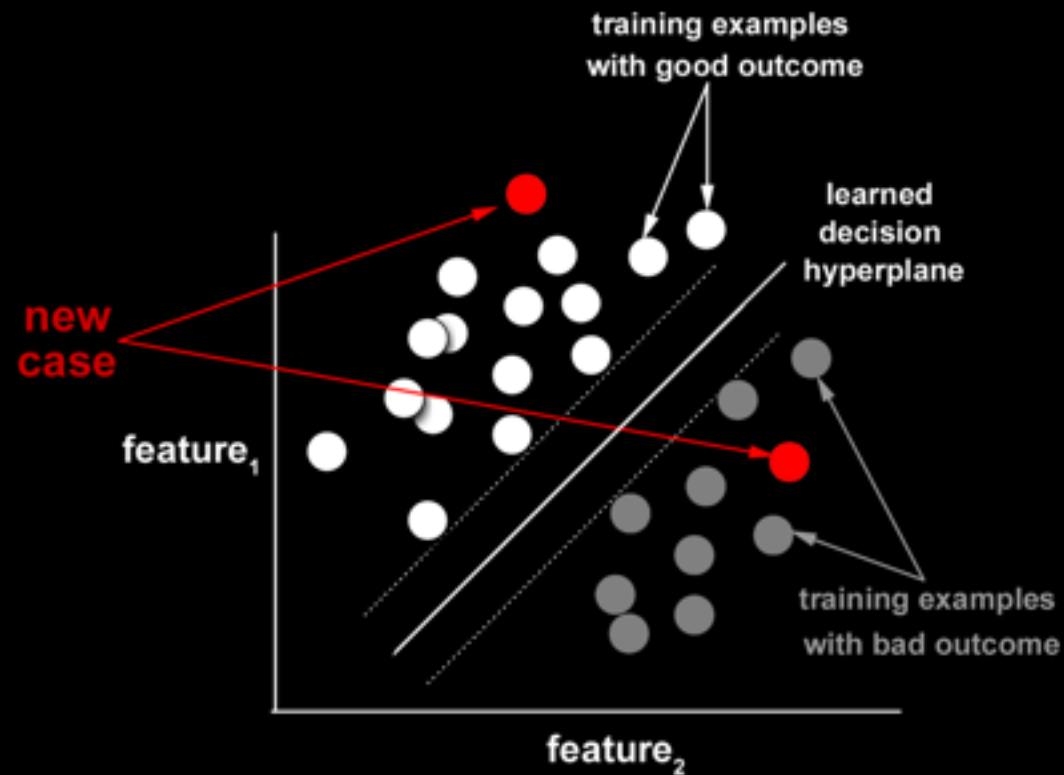 training examples
with good outcome
learned
decision
hyperplane
new
case
feature₁
training examples
with bad outcome
feature₂